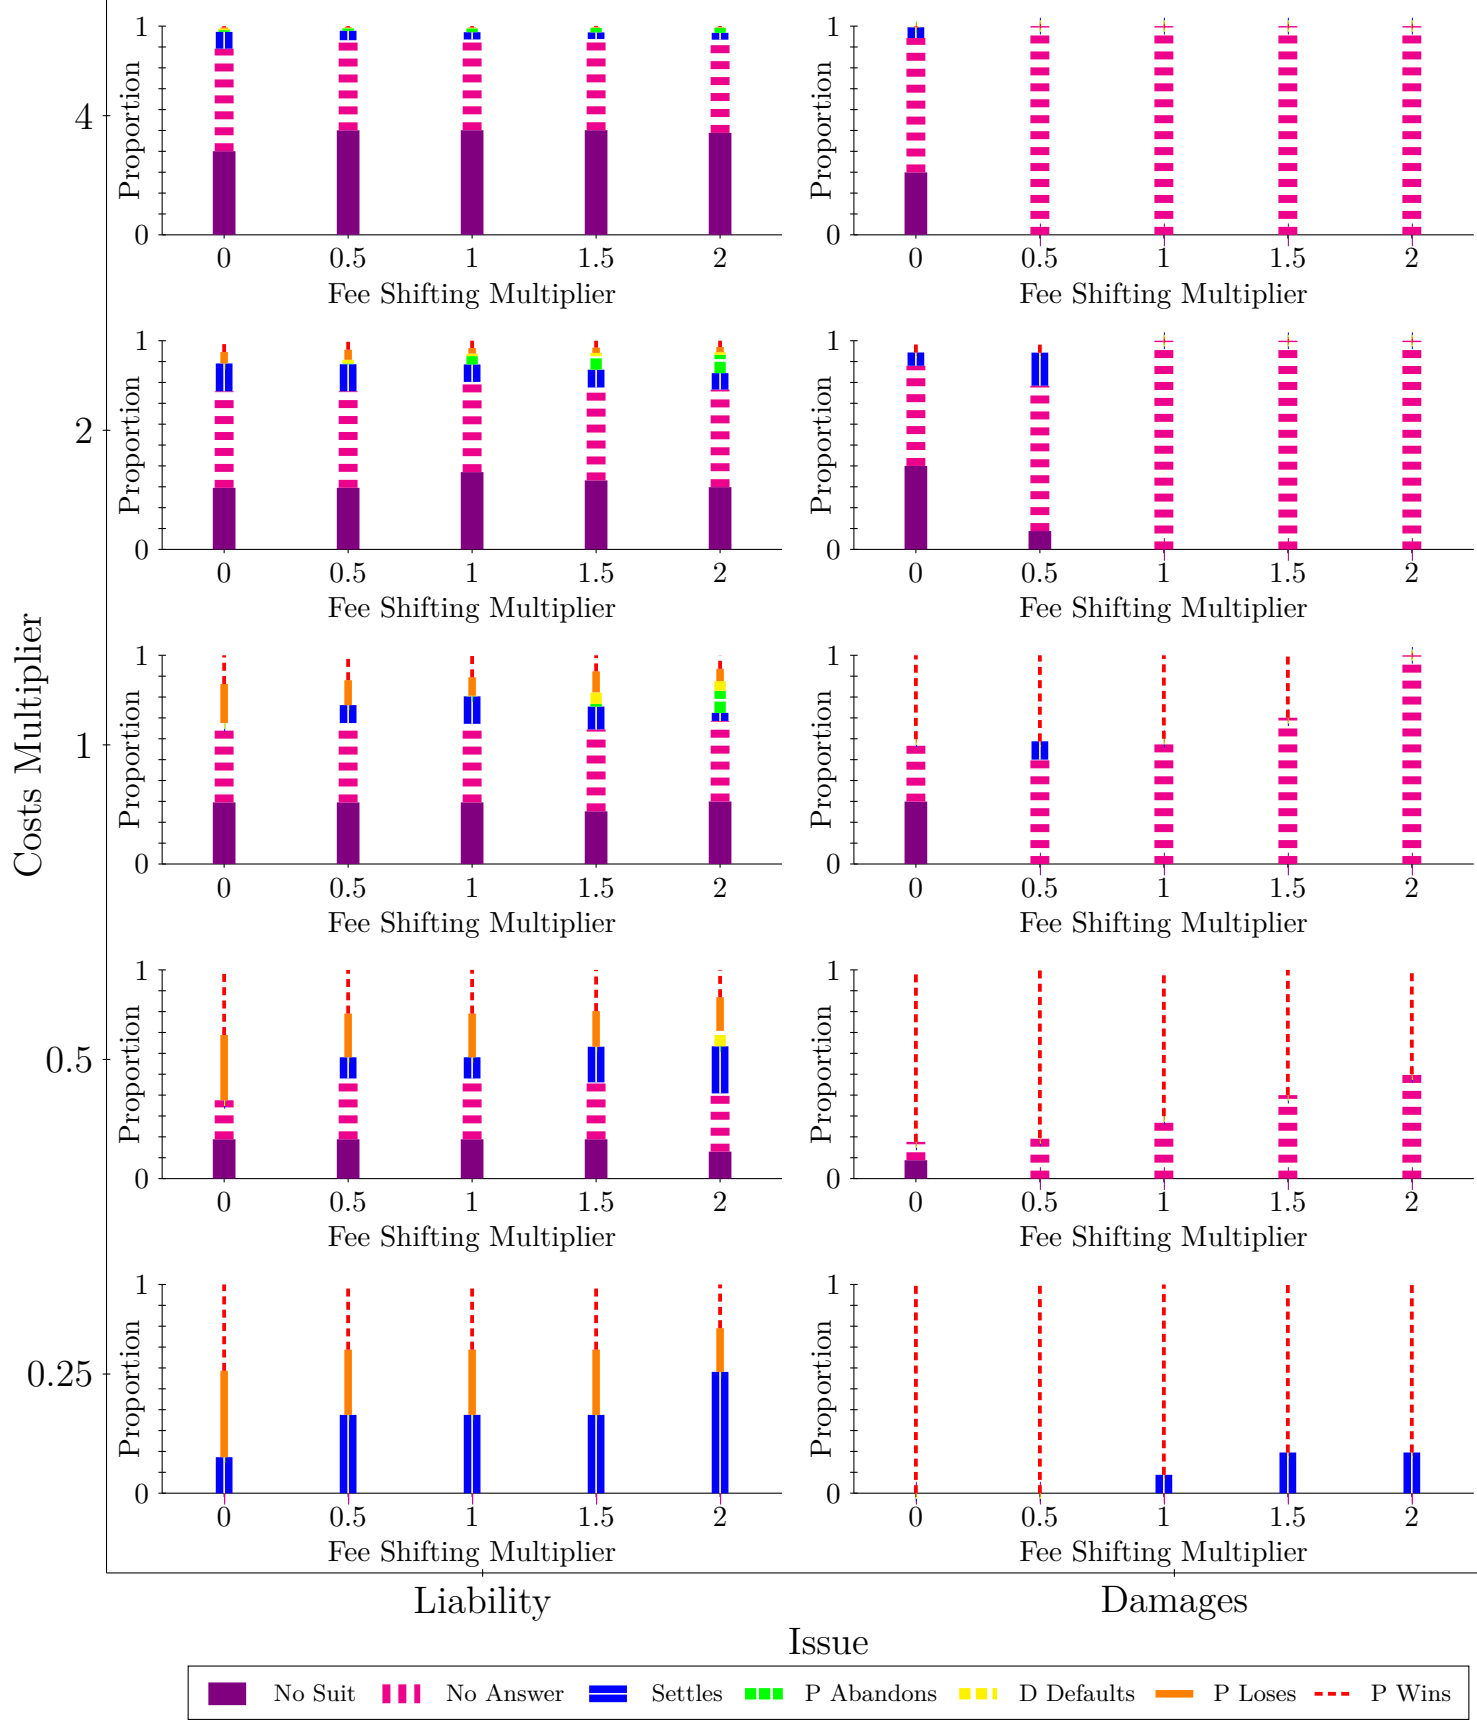 Costs Multiplier
4
1
Proportion
0
0 0.5 1 1.5 2
Fee Shifting Multiplier
1
Proportion
0
0 0.5 1 1.5 2
Fee Shifting Multiplier
2
1
Proportion
0
0 0.5 1 1.5 2
Fee Shifting Multiplier
1
Proportion
0
0 0.5 1 1.5 2
Fee Shifting Multiplier
1
1
Proportion
0
0 0.5 1 1.5 2
Fee Shifting Multiplier
1
Proportion
0
0 0.5 1 1.5 2
Fee Shifting Multiplier
0.5
1
Proportion
0
0 0.5 1 1.5 2
Fee Shifting Multiplier
1
Proportion
0
0 0.5 1 1.5 2
Fee Shifting Multiplier
0.25
1
Proportion
0
0 0.5 1 1.5 2
Fee Shifting Multiplier
1
Proportion
0
0 0.5 1 1.5 2
Fee Shifting Multiplier
Liability Damages
Issue
No Suit No Answer Settles P Abandons D Defaults P Loses P Wins